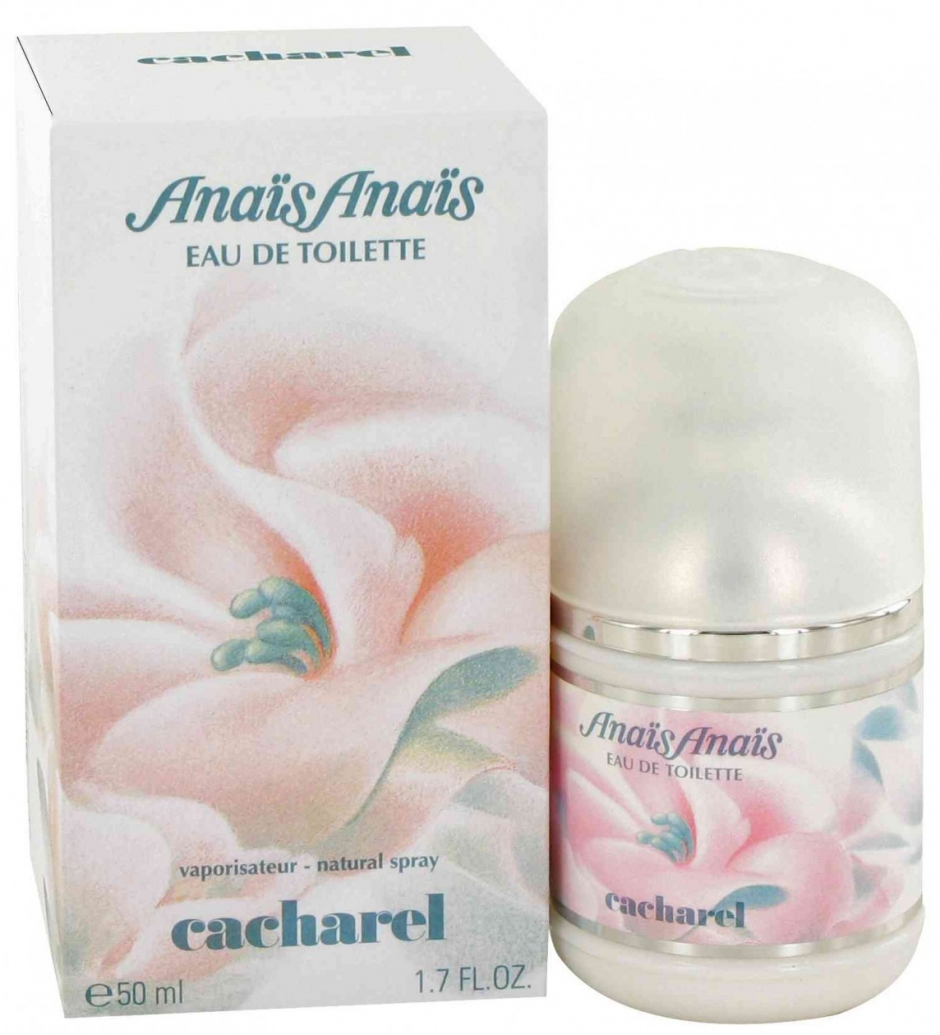 cacharel
Anaïs Anaïs
EAU DE TOILETTE
vaporisateur - natural spray
cacharel
℮50 ml 1.7 FL.OZ.
Anaïs Anaïs
EAU DE TOILETTE
cacharel